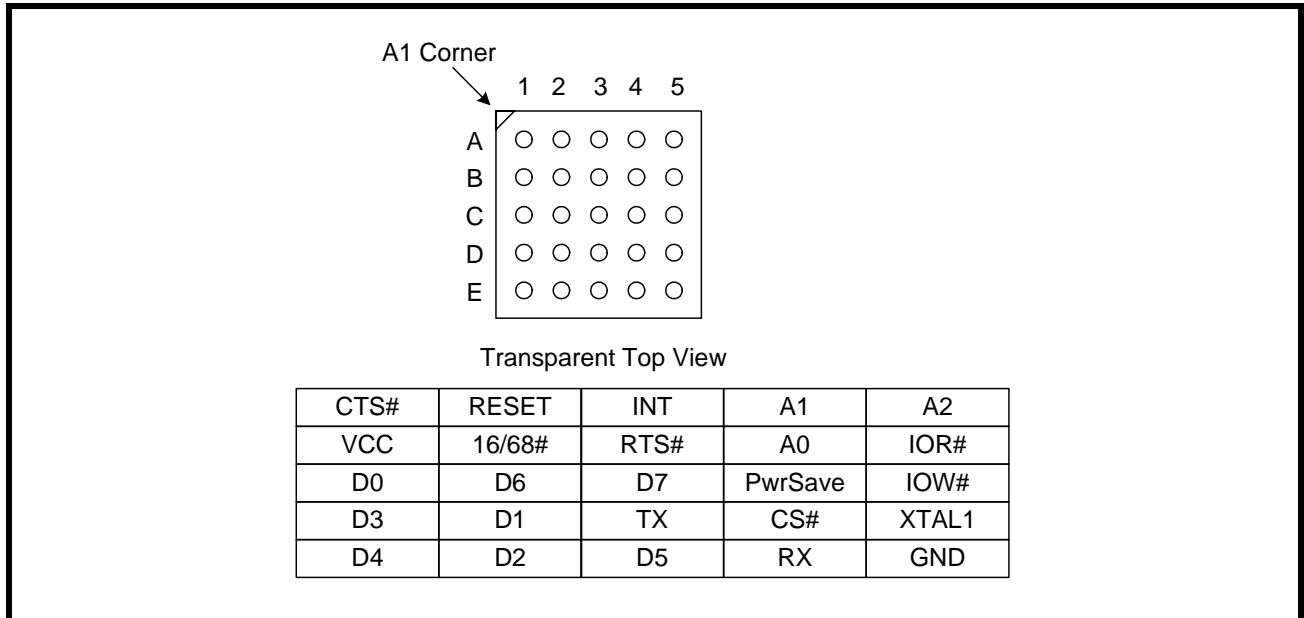 A1 Corner
1 2 3 4 5
A
B
C
D
E
Transparent Top View
CTS# RESET INT A1 A2
VCC 16/68# RTS# A0 IOR#
D0 D6 D7 PwrSave IOW#
D3 D1 TX CS# XTAL1
D4 D2 D5 RX GND